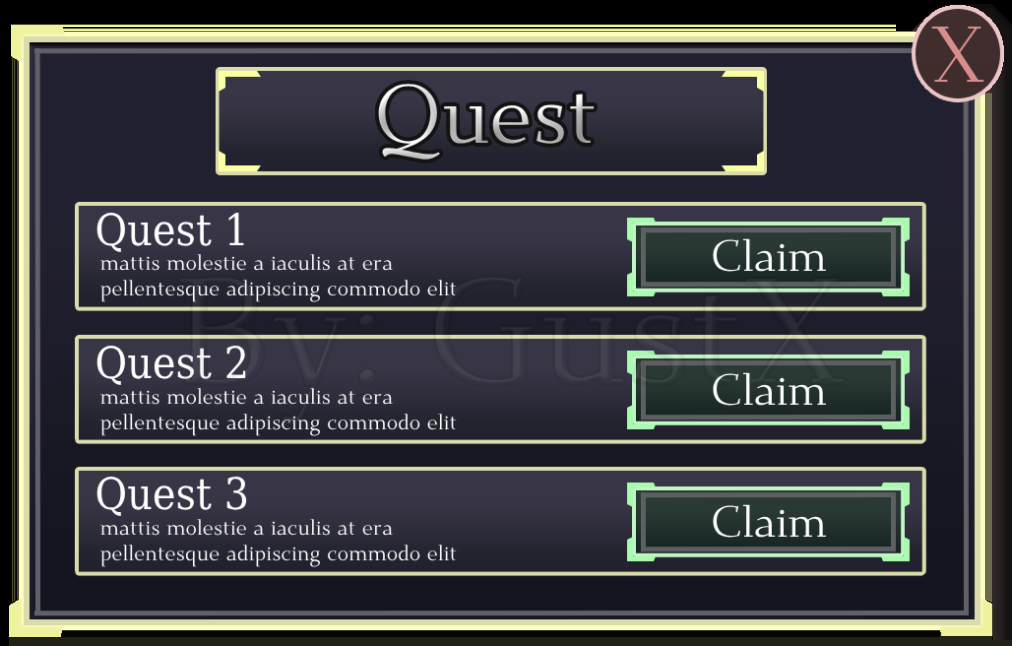 X
Quest
Quest 1
mattis molestie a iaculis at era
pellentesque adipiscing commodo elit
Claim
By: GustX
Quest 2
mattis molestie a iaculis at era
pellentesque adipiscing commodo elit
Claim
Quest 3
mattis molestie a iaculis at era
pellentesque adipiscing commodo elit
Claim